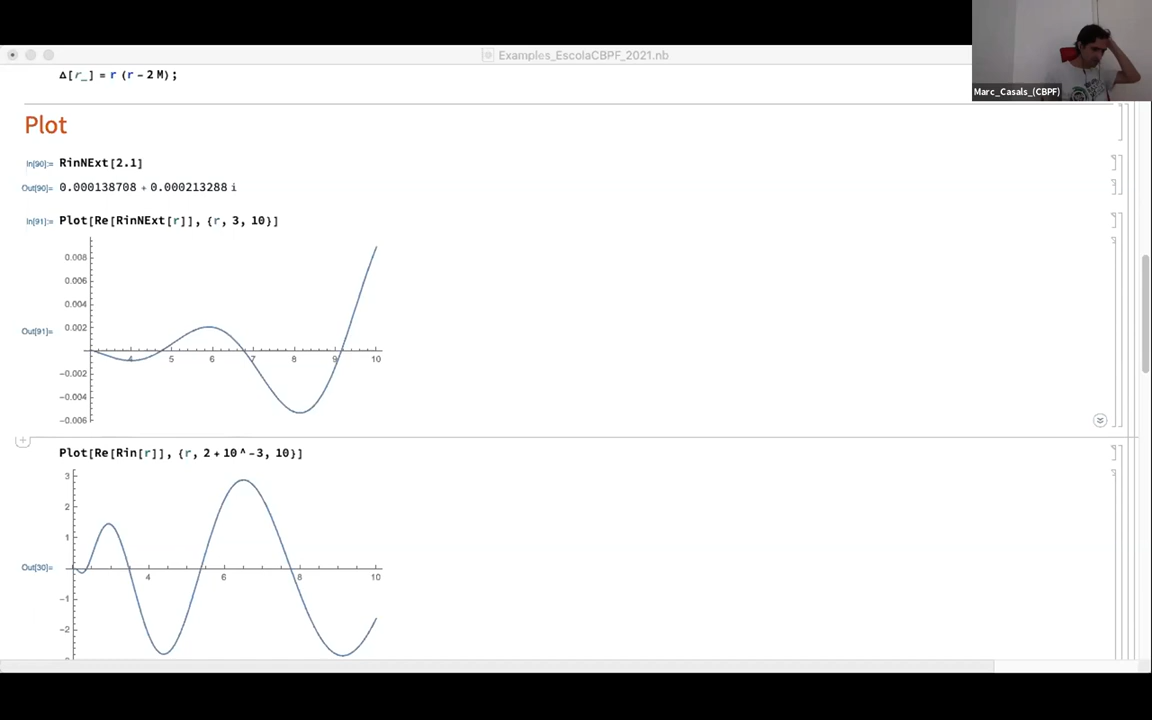 Examples_EscolaCBPF_2021.nb
Marc_Casals_(CBPF)
Δ[r_] = r (r - 2 M);
Plot
In[90]:= RinNExt[2.1]
Out[90]= 0.000138708 + 0.000213288 i
In[91]:= Plot[Re[RinNExt[r]], {r, 3, 10}]
0.008
0.006
0.004
Out[91]= 0.002
4 5 6 7 8 9 10
-0.002
-0.004
-0.006
Plot[Re[Rin[r]], {r, 2 + 10 ^ -3, 10}]
3
2
1
Out[30]=
4 6 8 10
-1
-2